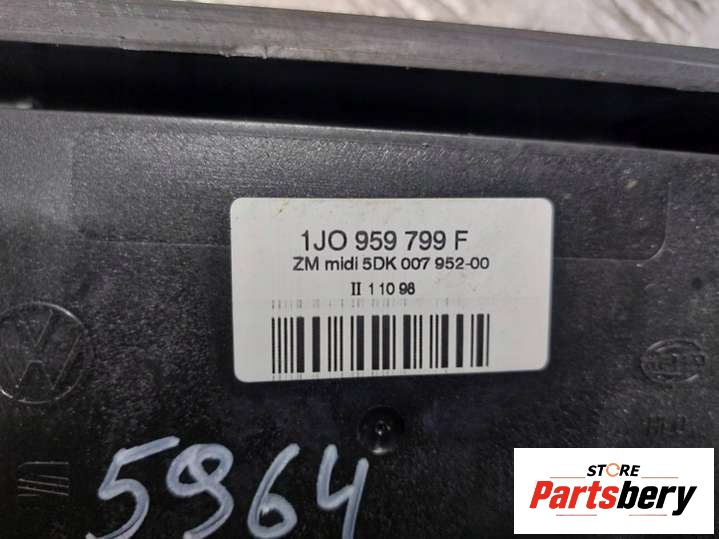 1JO 959 799 F
ZM midi 5DK 007 952-00
II 11098
5964
STORE
Partsbery